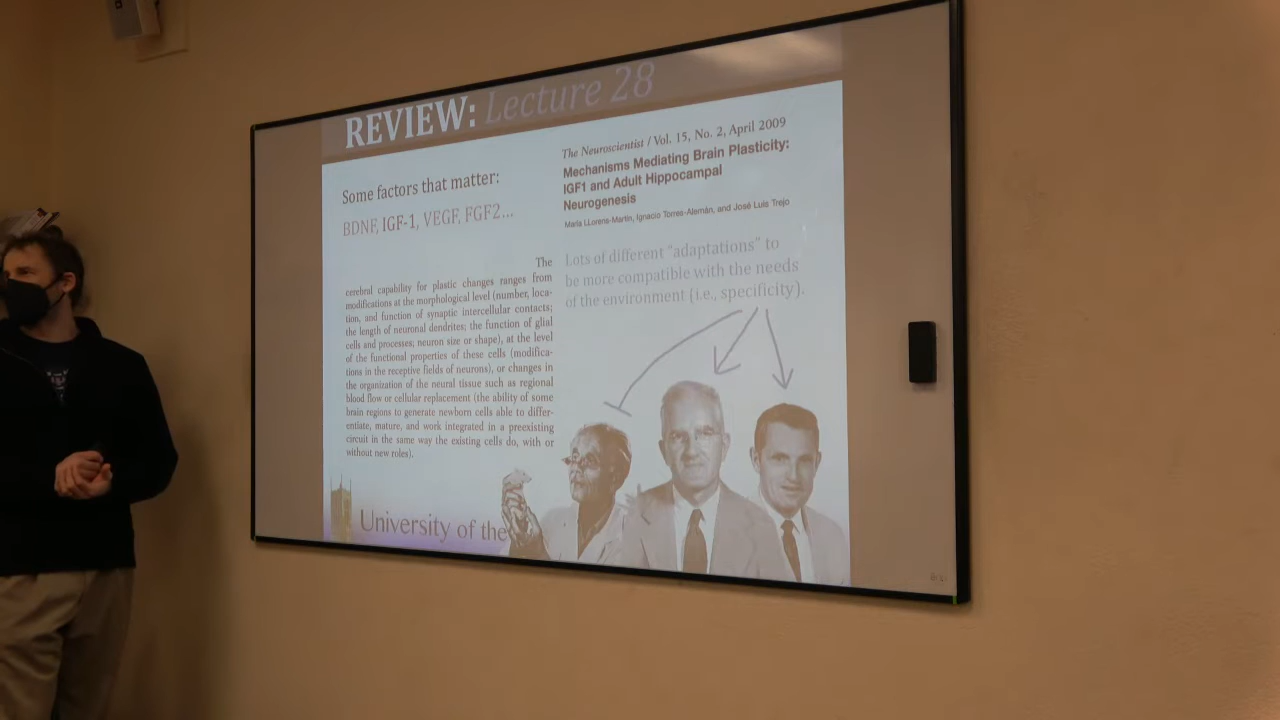 REVIEW: Lecture 28
Some factors that matter:
BDNF, IGF-1, VEGF, FGF2...
The Neuroscientist / Vol. 15, No. 2, April 2009
Mechanisms Mediating Brain Plasticity:
IGF1 and Adult Hippocampal
Neurogenesis
María LLorens-Martín, Ignacio Torres-Alemán, and José Luis Trejo
The
cerebral capability for plastic changes ranges from
modifications at the morphological level (number, loca-
tion, and function of synaptic intercellular contacts;
the length of neuronal dendrites; the function of glial
cells and processes; neuron size or shape), at the level
of the functional properties of these cells (modifica-
tions in the receptive fields of neurons), or changes in
the organization of the neural tissue such as regional
blood flow or cellular replacement (the ability of some
brain regions to generate newborn cells able to differ-
entiate, mature, and work integrated in a preexisting
circuit in the same way the existing cells do, with or
without new roles).
Lots of different "adaptations" to
be more compatible with the needs
of the environment (i.e., specificity).
University of the